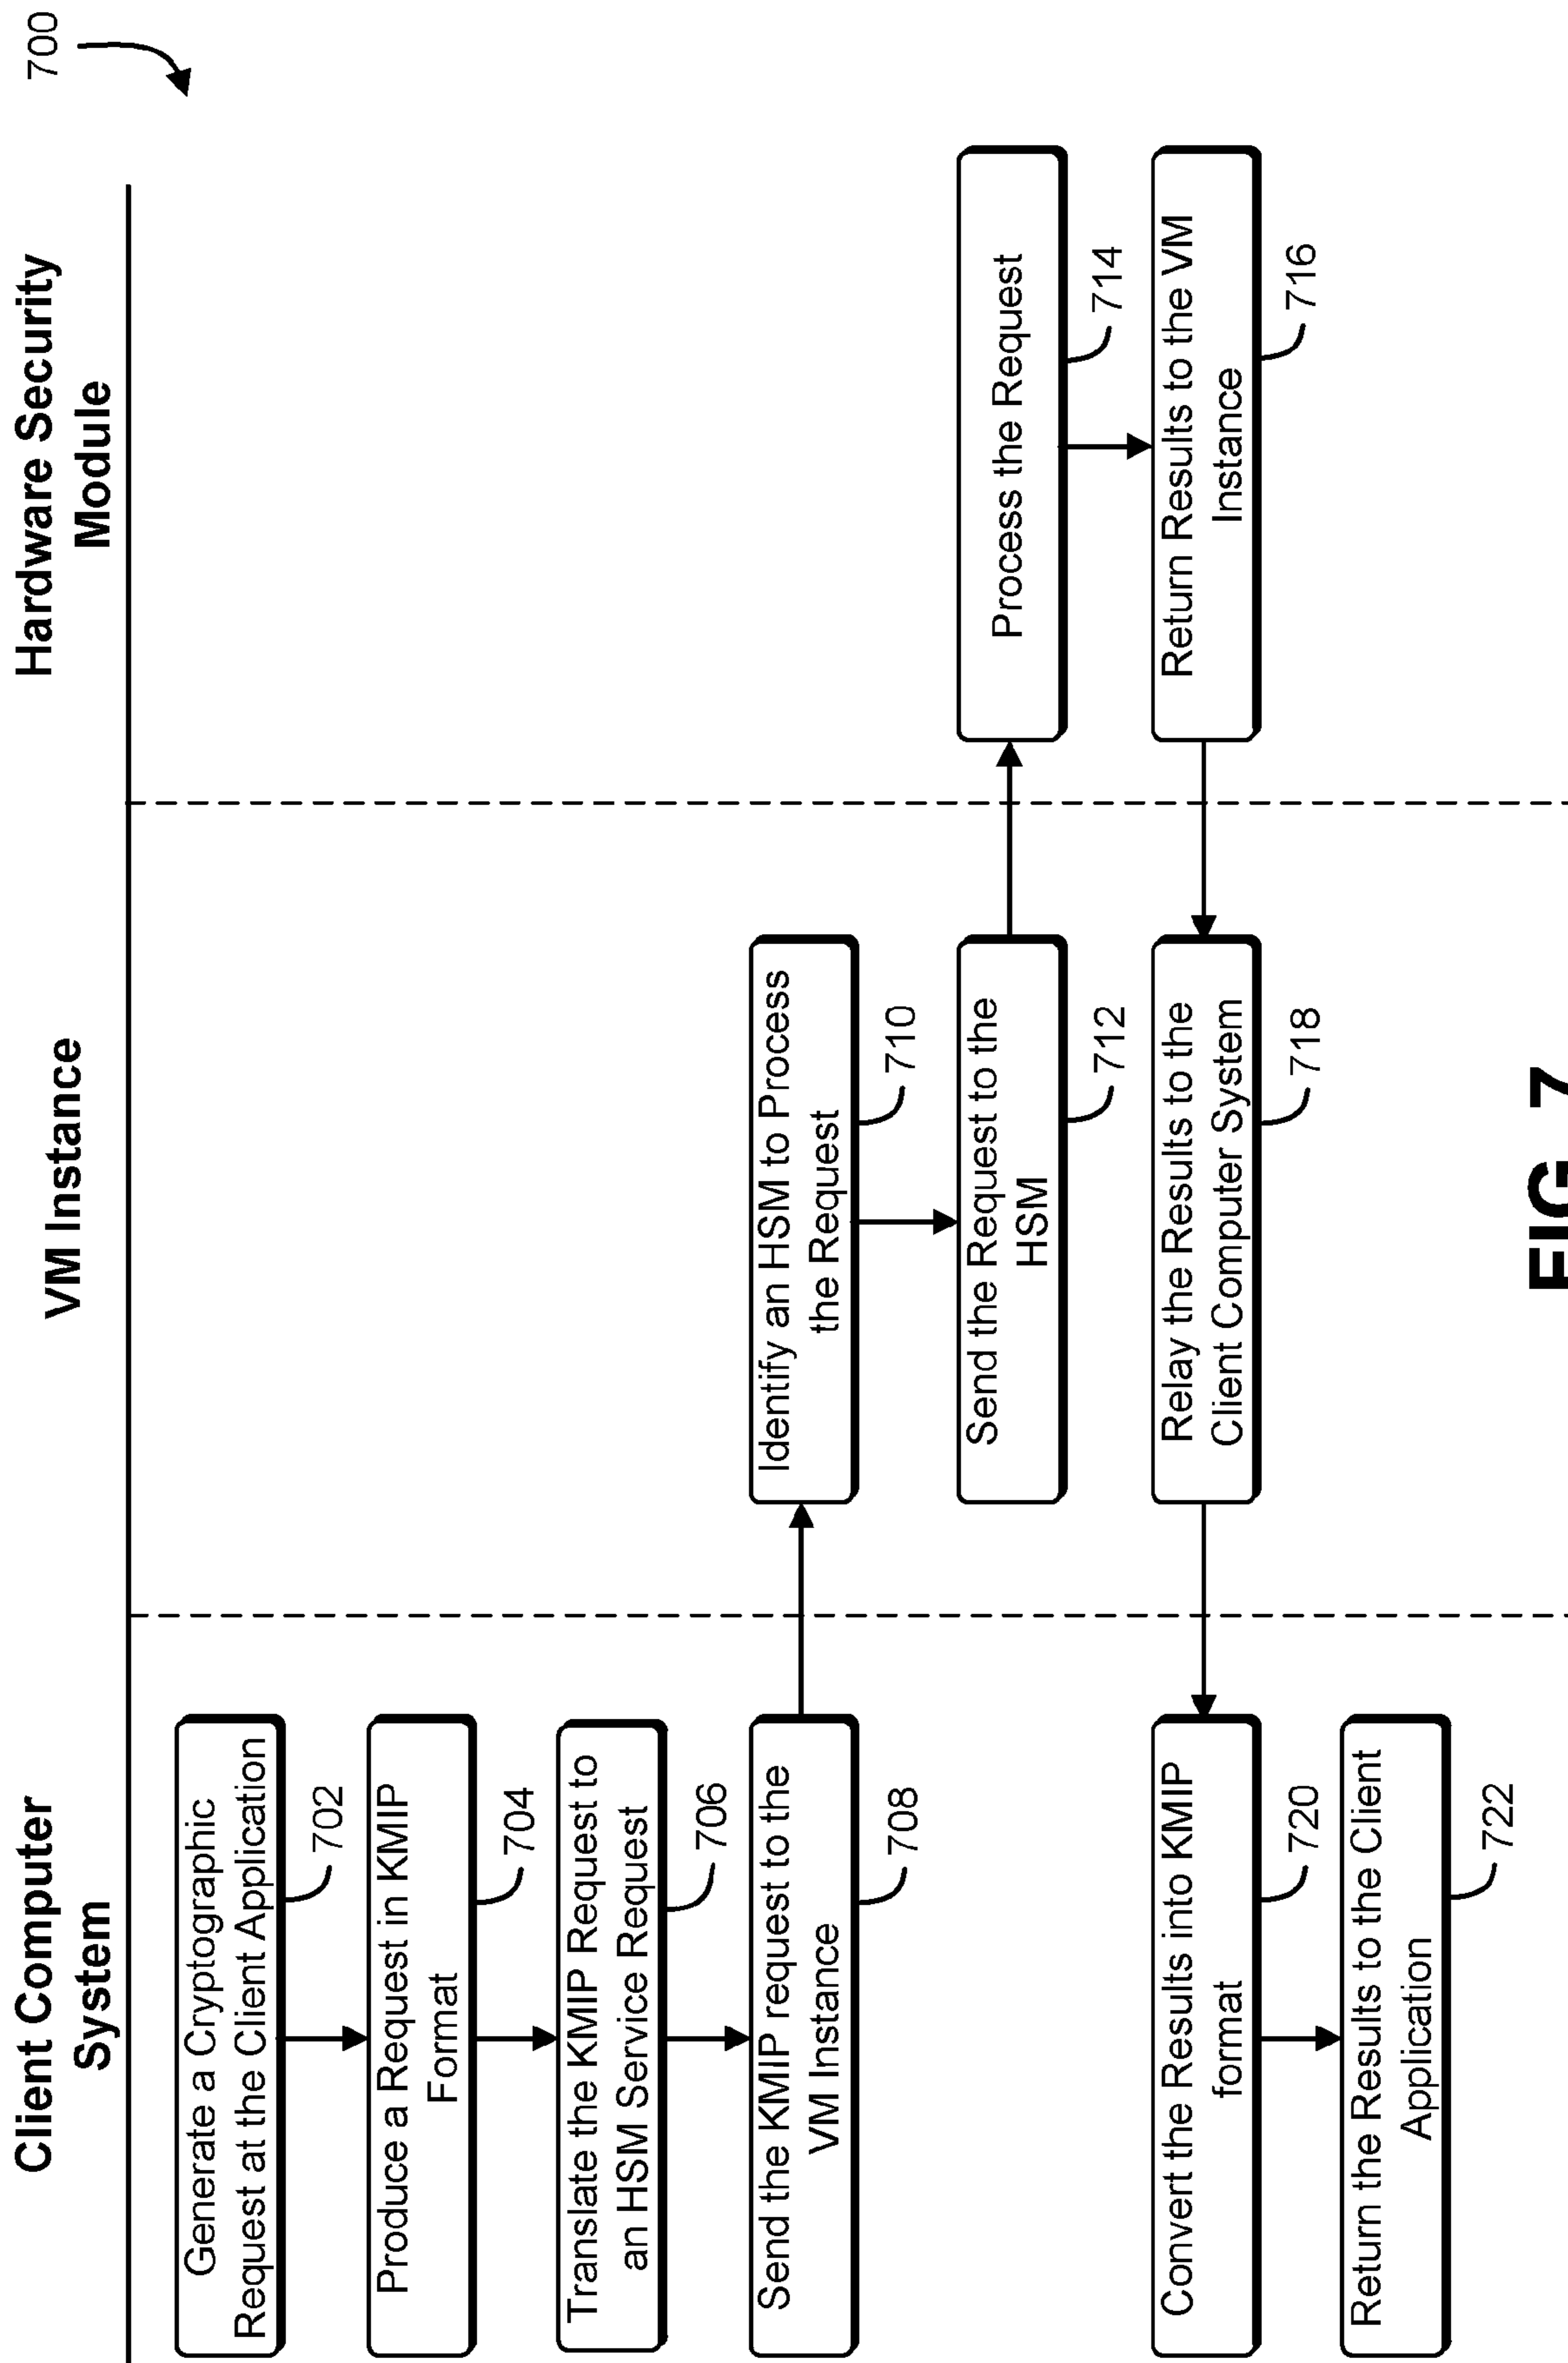 700
Client Computer
System
VM Instance
Hardware Security
Module
Generate a Cryptographic
Request at the Client Application
702
Produce a Request in KMIP
Format
704
Translate the KMIP Request to
an HSM Service Request
706
Send the KMIP request to the
VM Instance
708
Identify an HSM to Process
the Request
710
Send the Request to the
HSM
712
Process the Request
714
Return Results to the VM
Instance
716
Relay the Results to the
Client Computer System
718
Convert the Results into KMIP
format
720
Return the Results to the Client
Application
722
FIG. 7